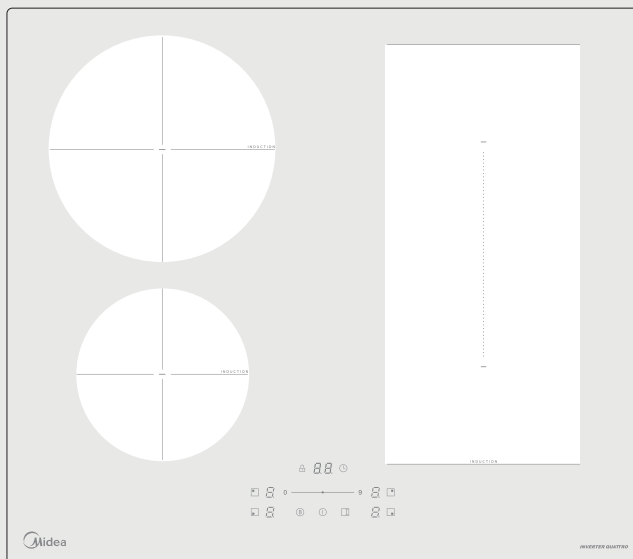 INDUCTION
INDUCTION
INDUCTION
88
8 0 9 8
8 B 8
Midea
INVERTER QUATTRO